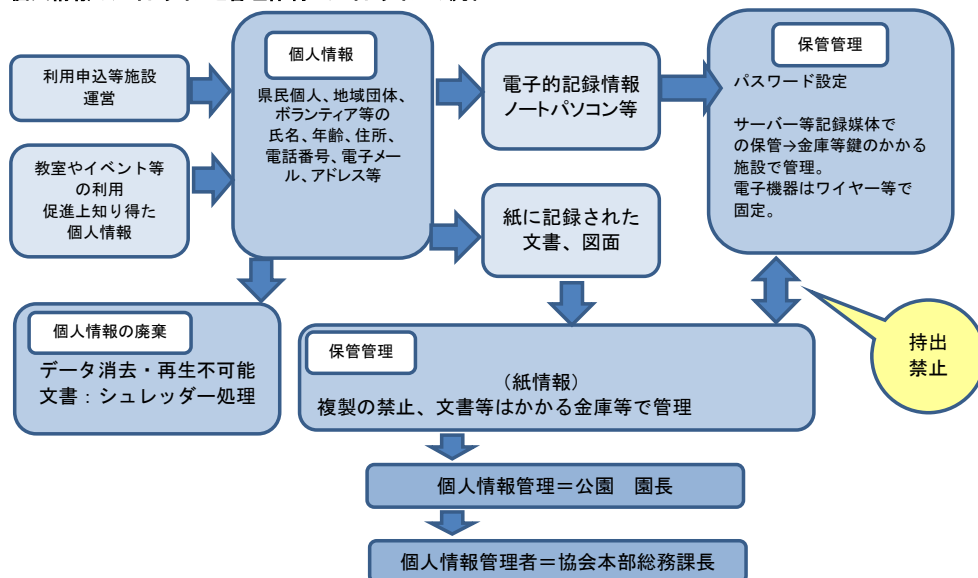 利用申込等施設
運営
教室やイベント等
の利用
促進上知り得た
個人情報
個人情報
県民個人、地域団体、
ボランティア等の
氏名、年齢、住所、
電話番号、電子メー
ル、アドレス等
電子的記録情報
ノートパソコン等
紙に記録された
文書、図面
保管管理
パスワード設定
サーバー等記録媒体で
の保管→金庫等鍵のかかる
施設で管理。
電子機器はワイヤー等で
固定。
持出
禁止
個人情報の廃棄
データ消去・再生不可能
文書：シュレッダー処理
保管管理
（紙情報）
複製の禁止、文書等はかかる金庫等で管理
個人情報管理＝公園　園長
個人情報管理者＝協会本部総務課長